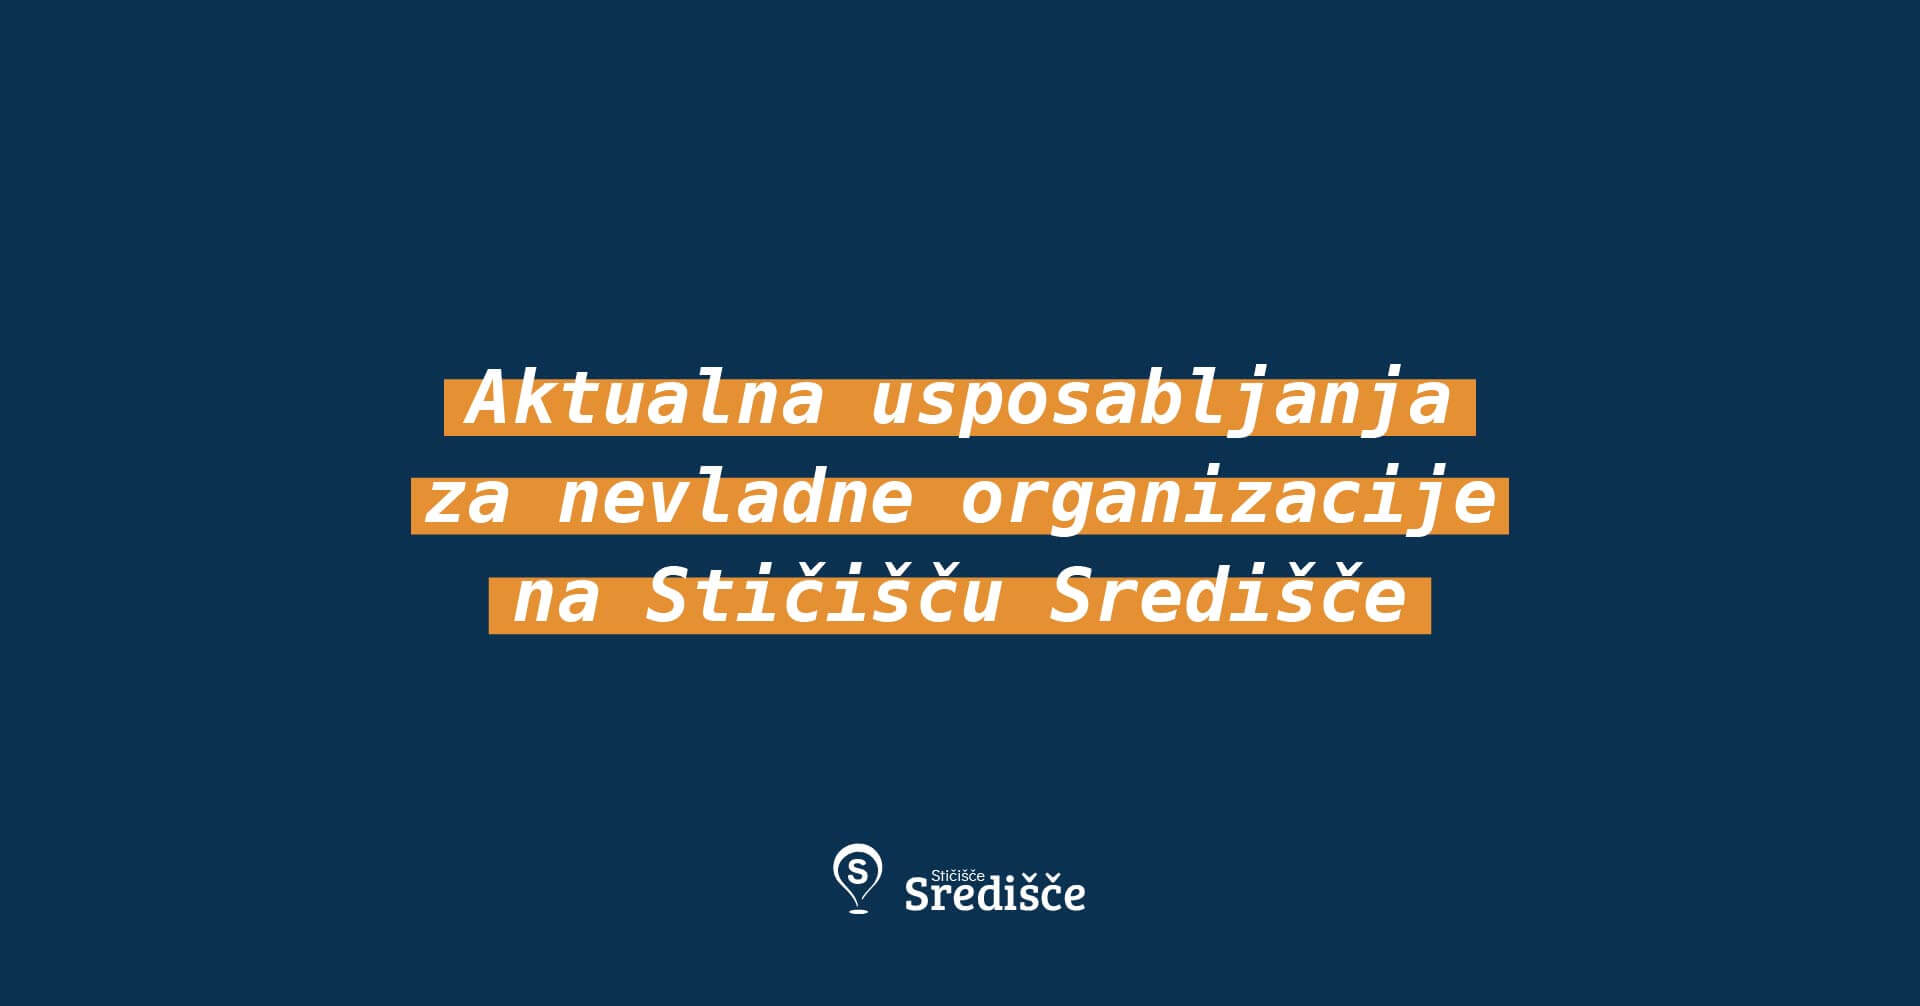 Aktualna usposabljanja
za nevladne organizacije
na Stičišču Središče
S
Stičišče
Središče